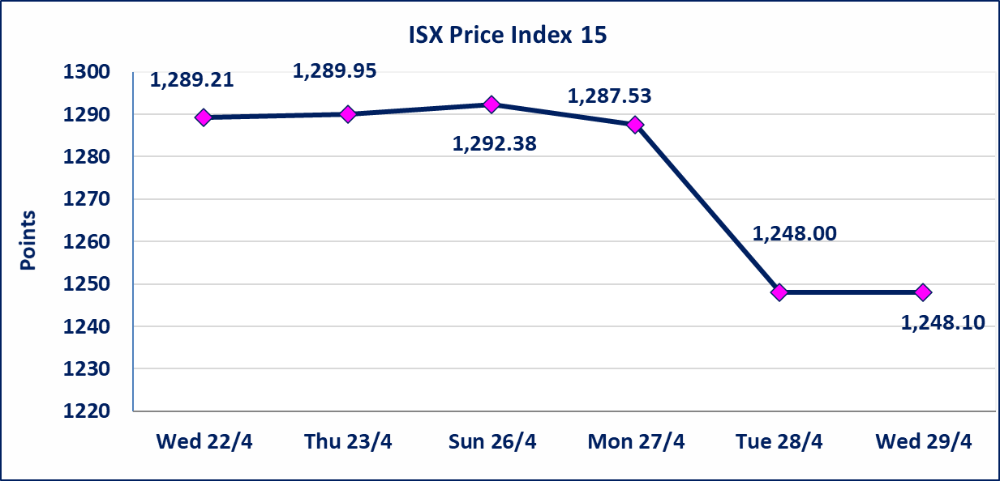 ISX Price Index 15
1300
1290
1280
1270
1260
1250
1240
1230
1220
Points
1,289.21
1,289.95
1,292.38
1,287.53
1,248.00
1,248.10
Wed 22/4
Thu 23/4
Sun 26/4
Mon 27/4
Tue 28/4
Wed 29/4